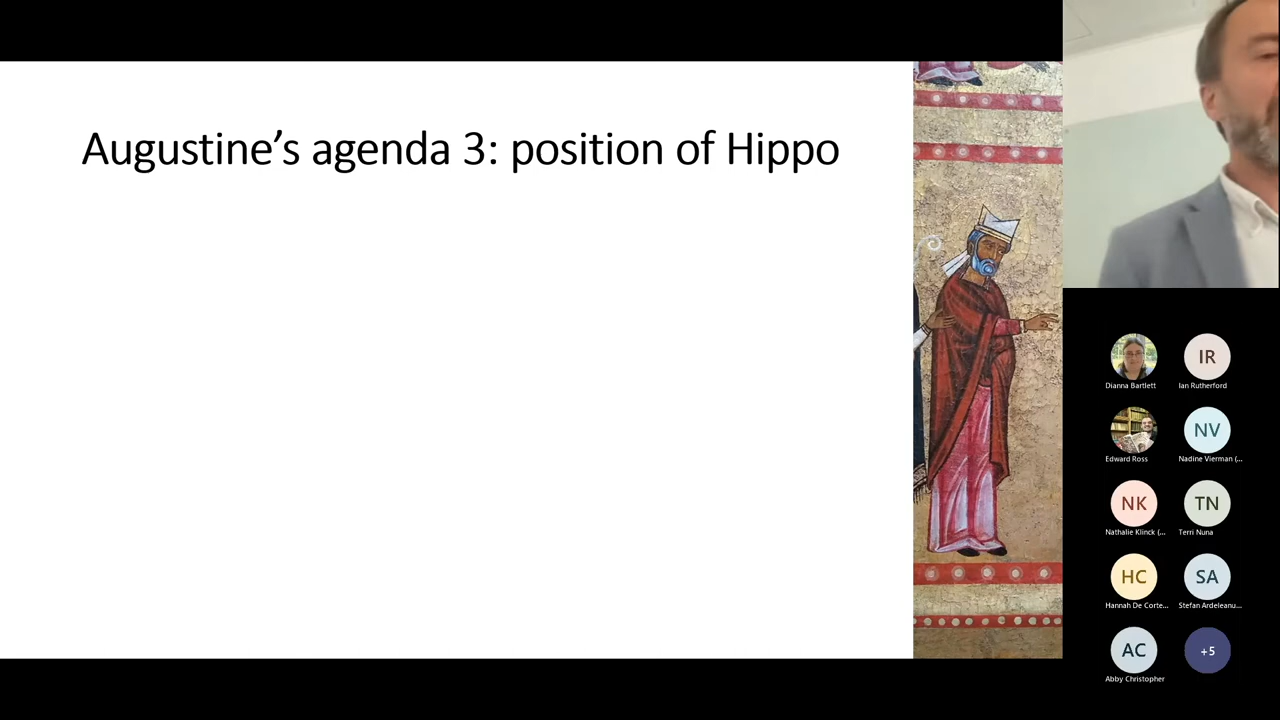 Augustine’s agenda 3: position of Hippo
IR
Dianna Bartlett
Ian Rutherford
NV
Edward Ross
Nadine Vierman (...
NK
TN
Nathalie Klinck (...
Terri Nuna
HC
SA
Hannah De Corte...
Stefan Ardeleanu...
AC
+5
Abby Christopher